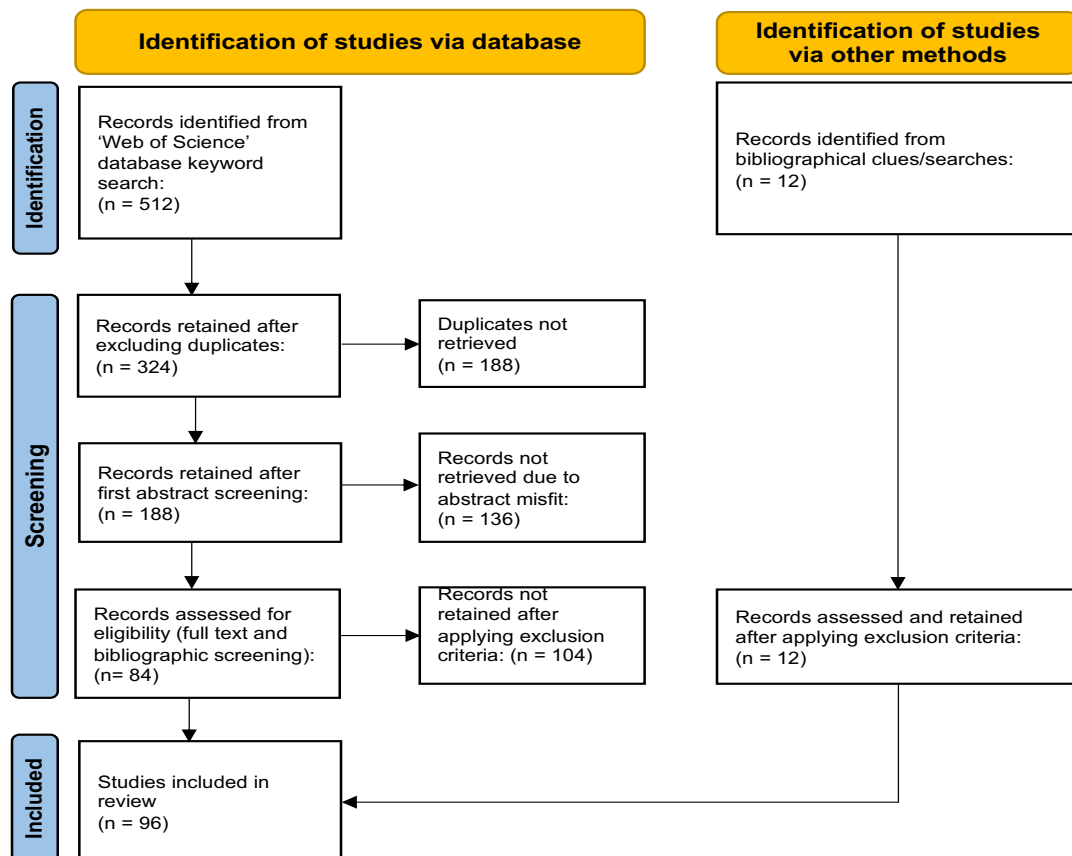 Identification of studies via database
Identification of studies
via other methods
Identification
Records identified from
‘Web of Science’
database keyword
search:
(n = 512)
Records identified from
bibliographical clues/searches:
(n = 12)
Screening
Records retained after
excluding duplicates:
(n = 324)
Duplicates not
retrieved
(n = 188)
Records retained after
first abstract screening:
(n = 188)
Records not
retrieved due to
abstract misfit:
(n = 136)
Records assessed for
eligibility (full text and
bibliographic screening):
(n= 84)
Records not
retained after
applying exclusion
criteria: (n = 104)
Records assessed and retained
after applying exclusion criteria:
(n = 12)
Included
Studies included in
review
(n = 96)